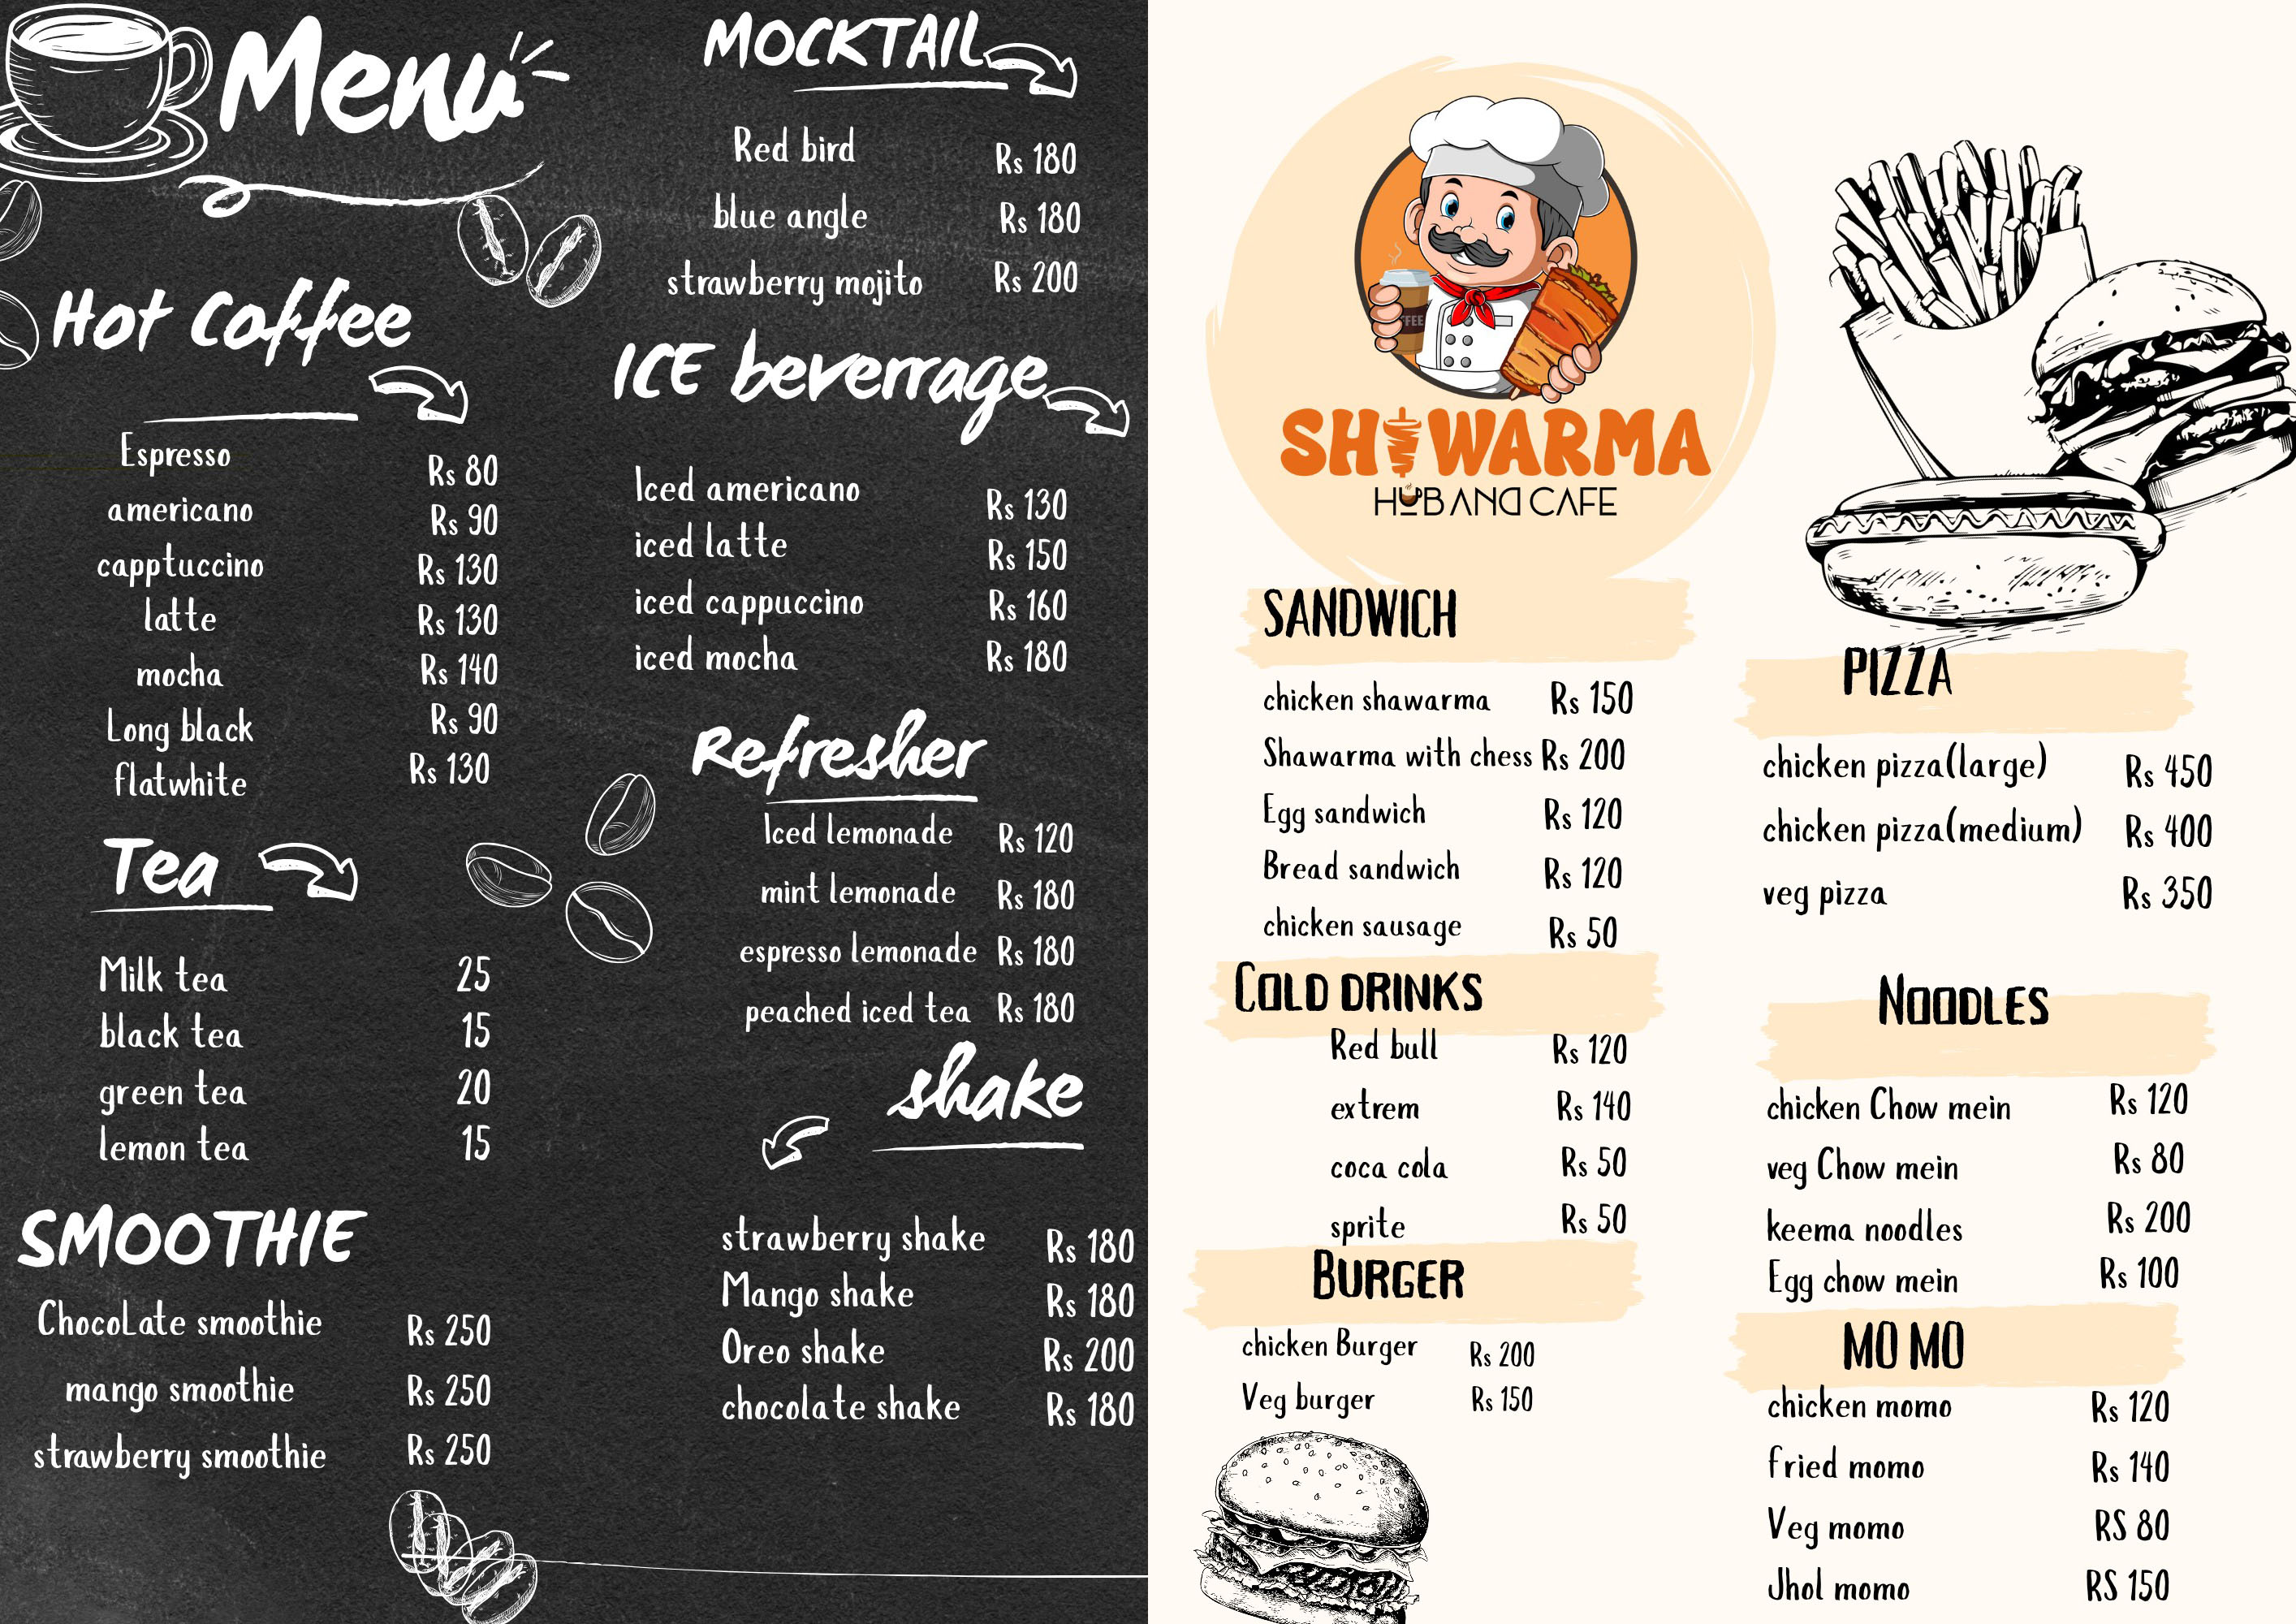 Menu
Hot Coffee
Espresso Rs 80
americano Rs 90
capptuccino Rs 130
latte Rs 130
mocha Rs 140
Long black Rs 90
flatwhite Rs 130
Tea
Milk tea 25
black tea 15
green tea 20
lemon tea 15
SMOOTHIE
Chocolate smoothie Rs 250
mango smoothie Rs 250
strawberry smoothie Rs 250
MOCKTAIL
Red bird Rs 180
blue angle Rs 180
strawberry mojito Rs 200
ICE beverrage
Iced americano Rs 130
iced latte Rs 150
iced cappuccino Rs 160
iced mocha Rs 180
Refresher
Iced lemonade Rs 120
mint lemonade Rs 180
espresso lemonade Rs 180
peached iced tea Rs 180
shake
strawberry shake Rs 180
Mango shake Rs 180
Oreo shake Rs 200
chocolate shake Rs 180
FFEE
SHAWARMA
HUB AND CAFE
SANDWICH
chicken shawarma Rs 150
Shawarma with chess Rs 200
Egg sandwich Rs 120
Bread sandwich Rs 120
chicken sausage Rs 50
COLD DRINKS
Red bull Rs 120
extrem Rs 140
coca cola Rs 50
sprite Rs 50
BURGER
chicken Burger Rs 200
Veg burger Rs 150
PIZZA
chicken pizza(large) Rs 450
chicken pizza(medium) Rs 400
veg pizza Rs 350
NOODLES
chicken Chow mein Rs 120
veg Chow mein Rs 80
keema noodles Rs 200
Egg chow mein Rs 100
MO MO
chicken momo Rs 120
fried momo Rs 140
Veg momo RS 80
Jhol momo RS 150